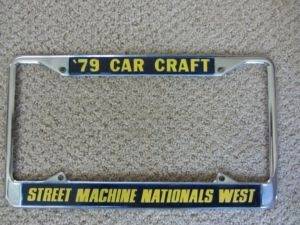 '79 CAR CRAFT
STREET MACHINE NATIONALS WEST